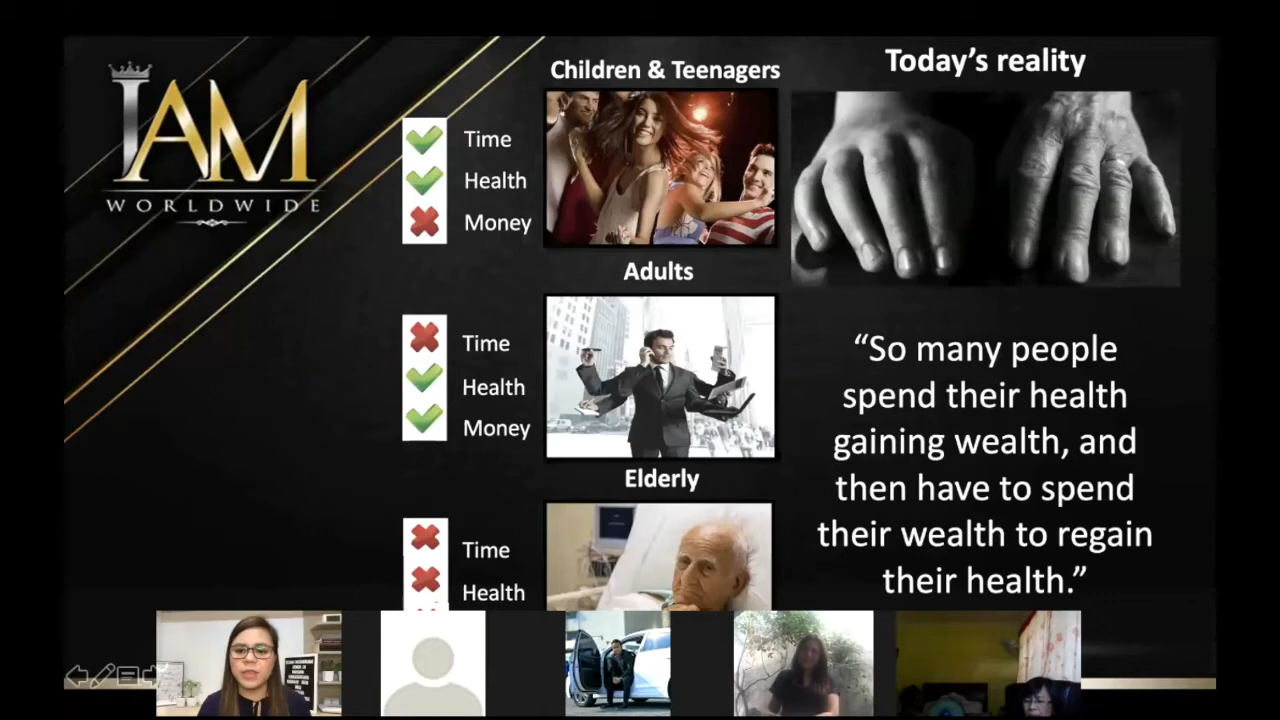 IAM
WORLDWIDE
Children & Teenagers
Time
Health
Money
Adults
Time
Health
Money
Elderly
Time
Health
Today's reality
“So many people
spend their health
gaining wealth, and
then have to spend
their wealth to regain
their health.”